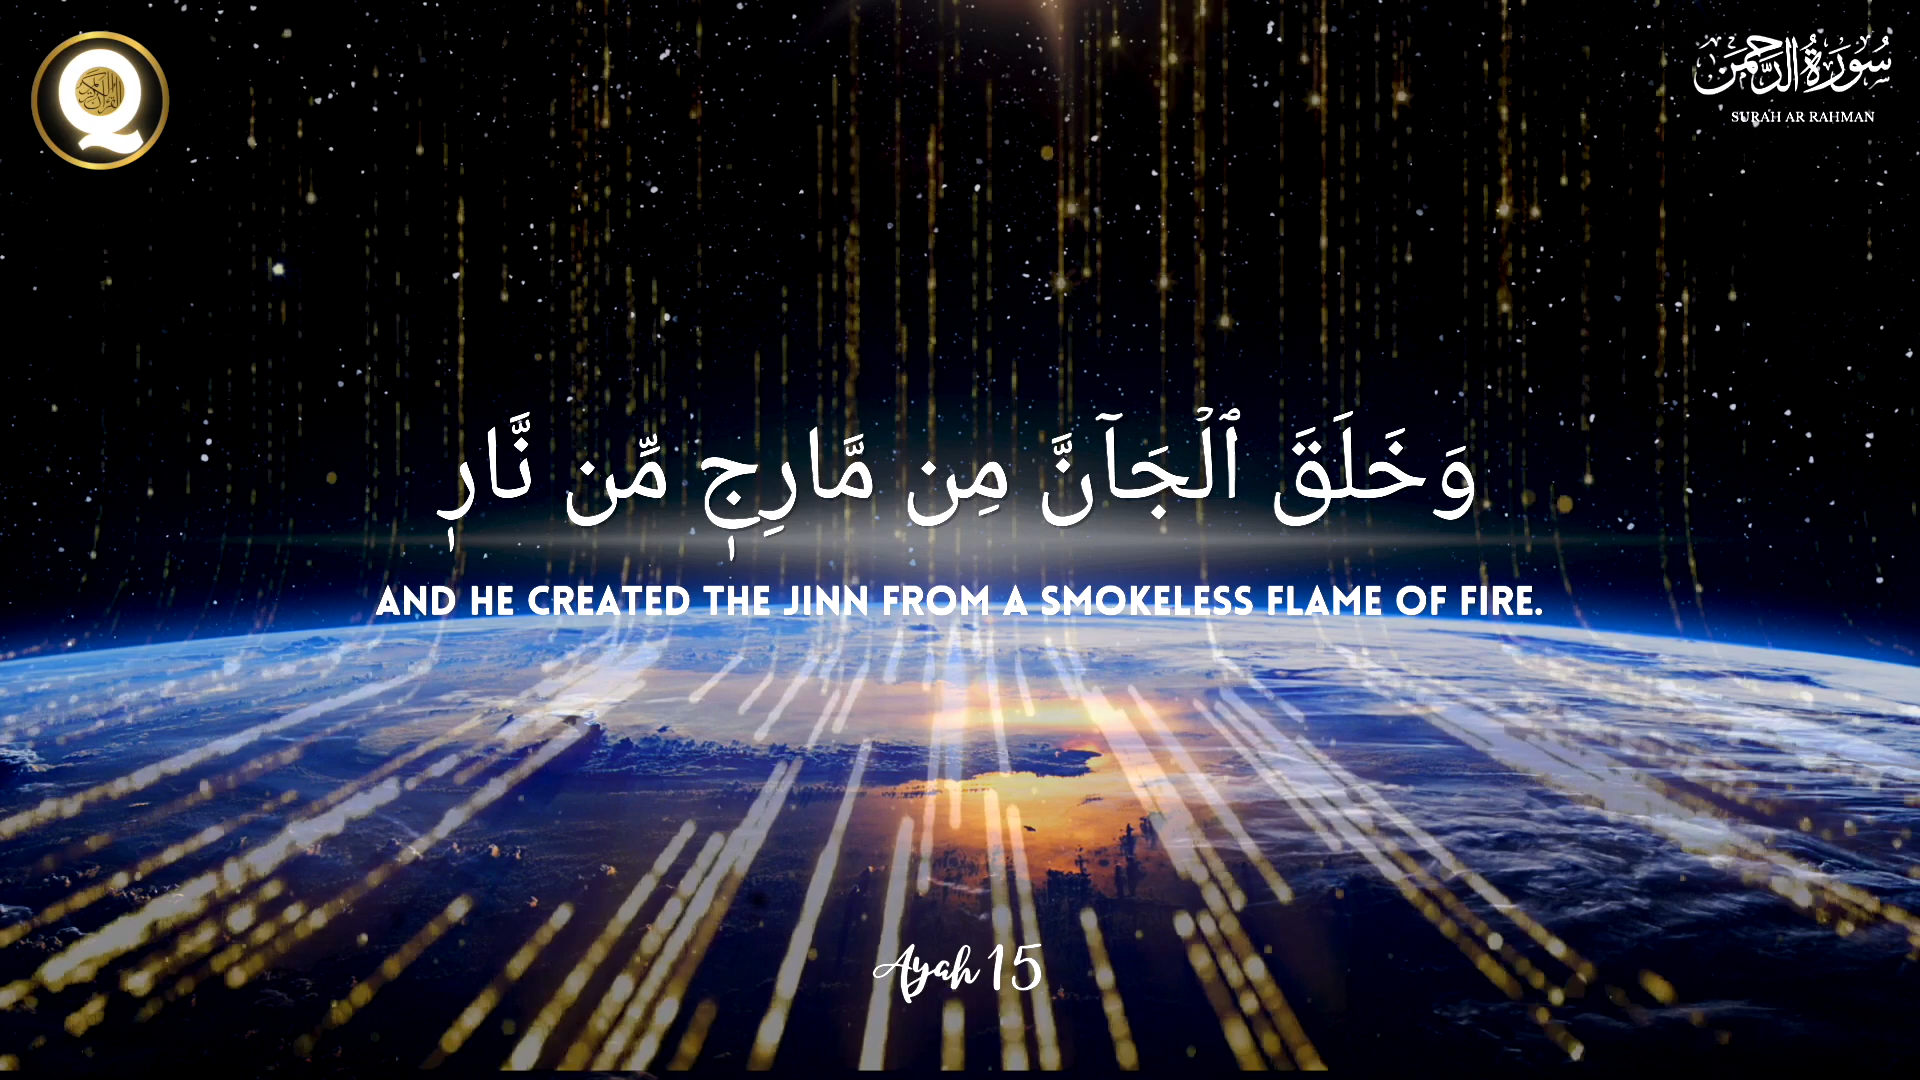 سُورَةُ الرَّحْمَٰن
SURAH AR RAHMAN
وَخَلَقَ ٱلْجَآنَّ مِن مَّارِجٍ مِّن نَّارٍ
AND HE CREATED THE JINN FROM A SMOKELESS FLAME OF FIRE.
Ayah 15